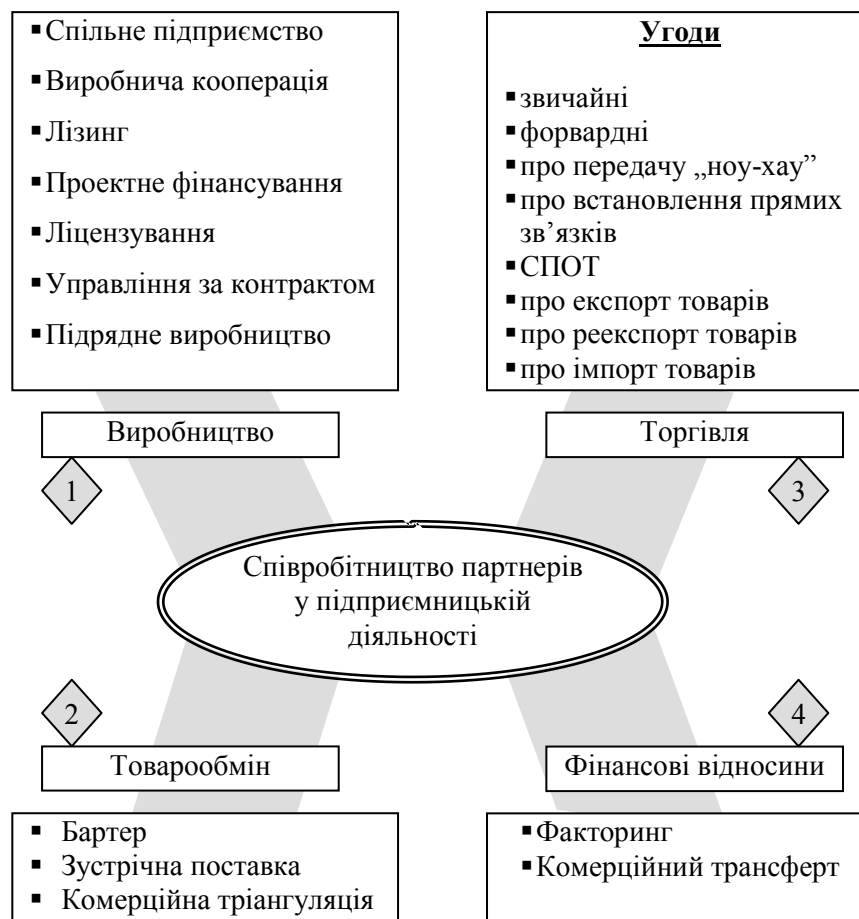 ▪Спільне підприємство
▪Виробнича кооперація
▪Лізинг
▪Проектне фінансування
▪Ліцензування
▪Управління за контрактом
▪Підрядне виробництво
Виробництво
1
Угоди
▪звичайні
▪форвардні
▪про передачу „ноу-хау”
▪про встановлення прямих
зв’язків
▪СПОТ
▪про експорт товарів
▪про реекспорт товарів
▪про імпорт товарів
Торгівля
3
Співробітництво партнерів
у підприємницькій
діяльності
2
Товарообмін
▪ Бартер
▪ Зустрічна поставка
▪ Комерційна тріангуляція
4
Фінансові відносини
▪Факторинг
▪Комерційний трансферт